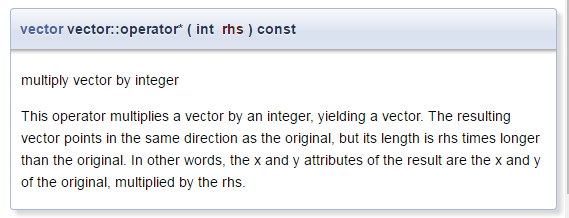 vector vector::operator* ( int rhs ) const
multiply vector by integer
This operator multiplies a vector by an integer, yielding a vector. The resulting
vector points in the same direction as the original, but its length is rhs times longer
than the original. In other words, the x and y attributes of the result are the x and y
of the original, multiplied by the rhs.